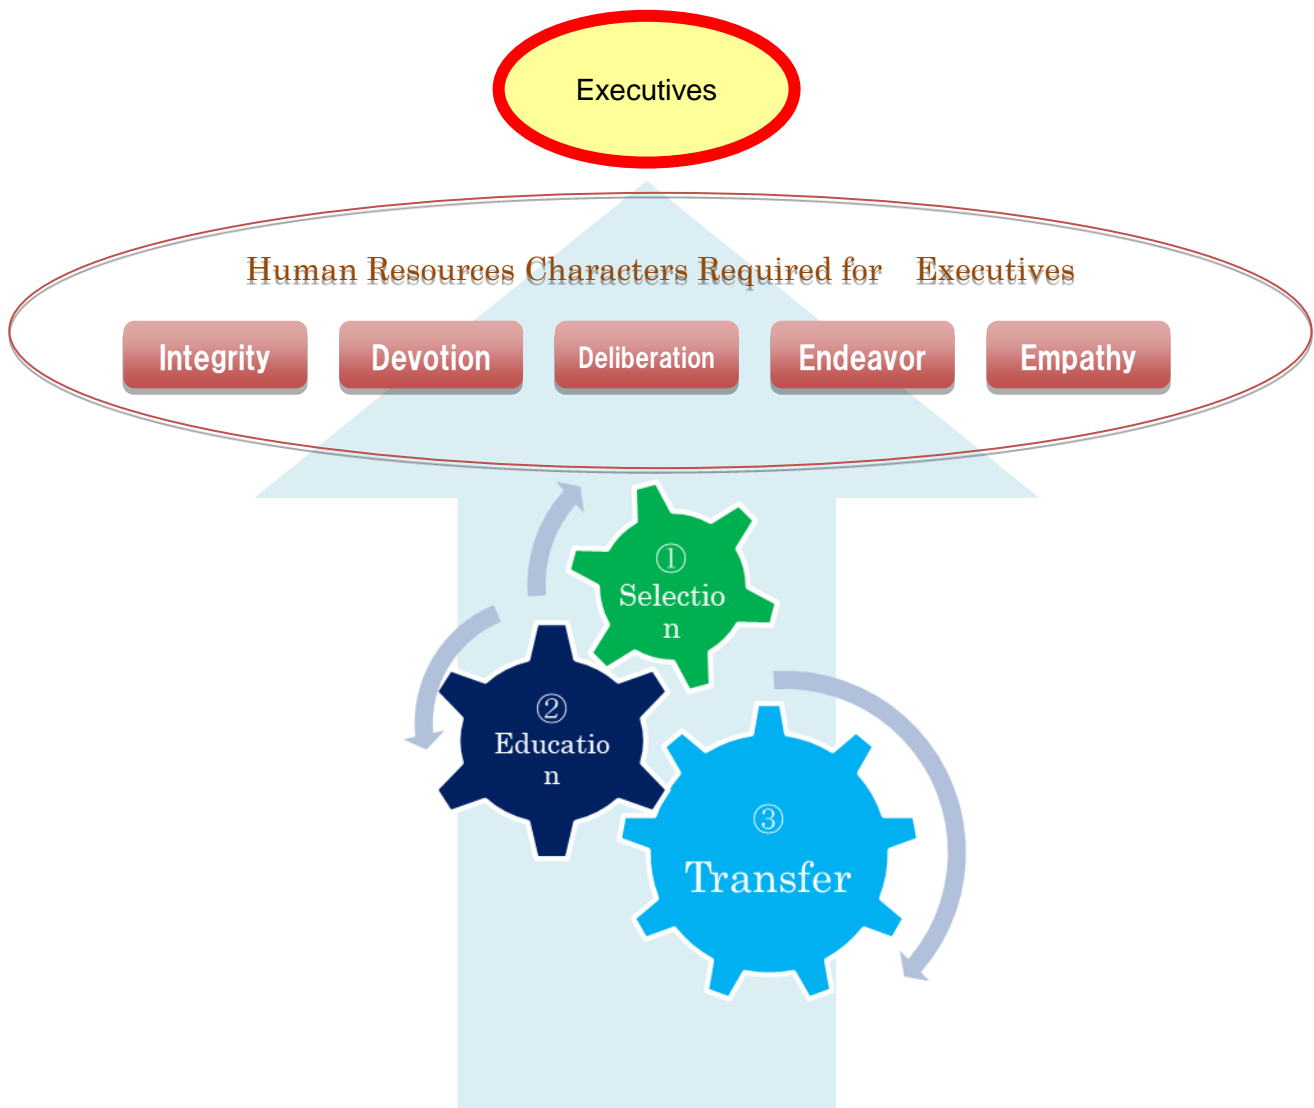 Executives
Human Resources Characters Required for　Executives
Integrity
Devotion
Deliberation
Endeavor
Empathy
①
Selectio
n
②
Educatio
n
③
Transfer